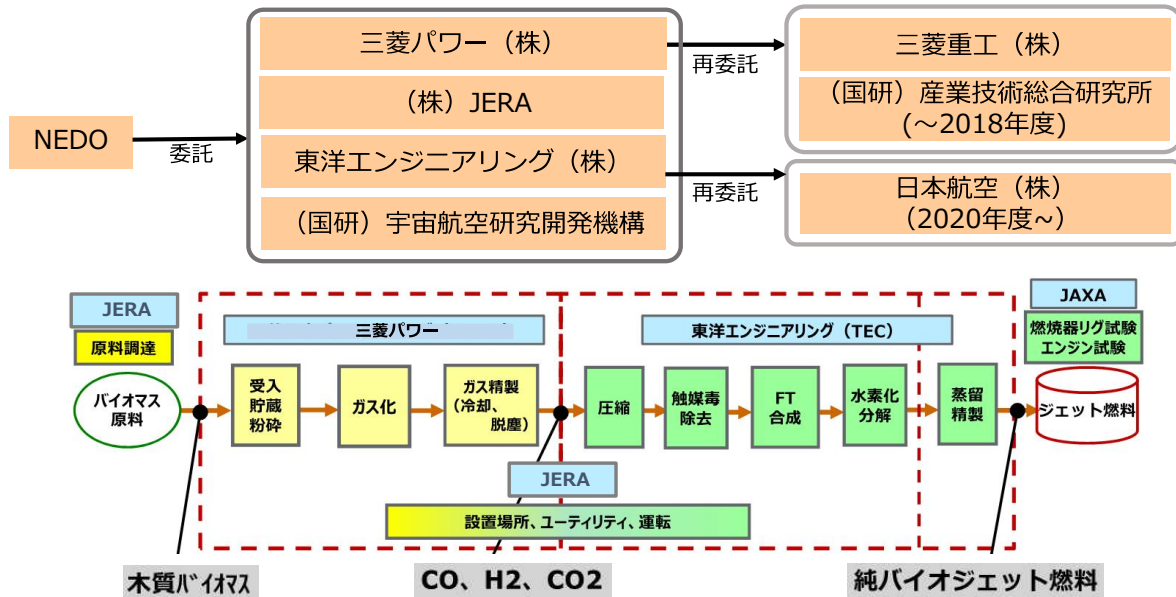 三菱パワー（株）
再委託
三菱重工（株）
（株）JERA
（国研）産業技術総合研究所
(～2018年度)
NEDO
委託
東洋エンジニアリング（株）
再委託
日本航空（株）
（2020年度~）
（国研）宇宙航空研究開発機構
JERA
原料調達
三菱パワー
東洋エンジニアリング（TEC）
JAXA
燃焼器リグ試験
エンジン試験
バイオマス
原料
受入
貯蔵
粉砕
ガス化
ガス精製
（冷却、
脱塵）
圧縮
触媒毒
除去
FT
合成
水素化
分解
蒸留
精製
ジェット燃料
JERA
設置場所、ユーティリティ、運転
木質ﾊﾞｲｵﾏｽ
CO、H2、CO2
純バイオジェット燃料